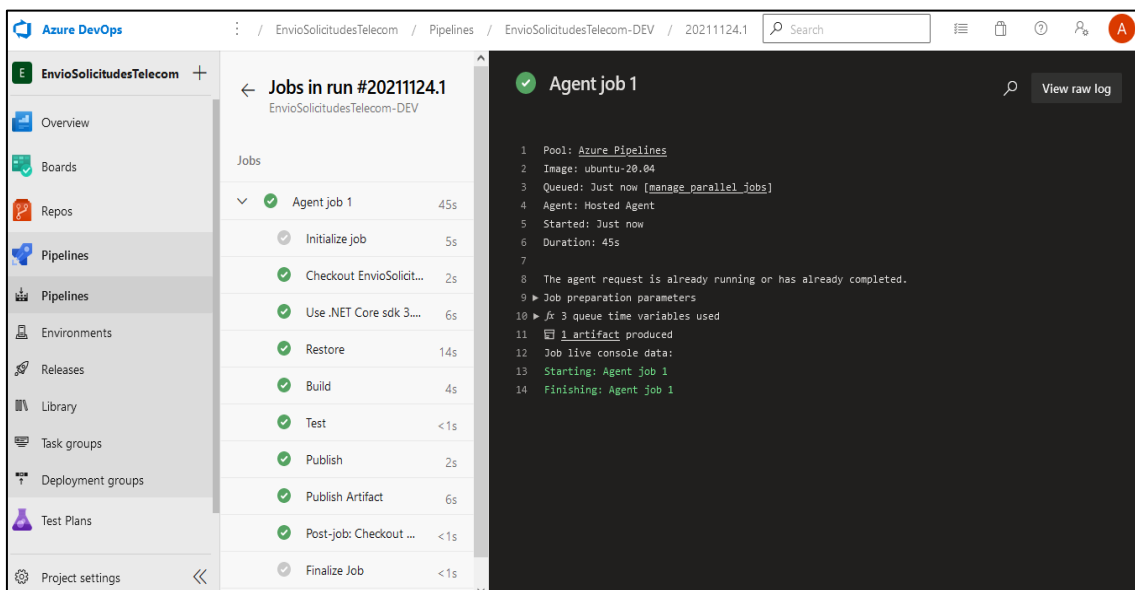 Azure DevOps
/ EnvioSolicitudesTelecom / Pipelines / EnvioSolicitudesTelecom-DEV / 20211124.1
Search
A
E EnvioSolicitudesTelecom
Overview
Boards
Repos
Pipelines
Pipelines
Environments
Releases
Library
Task groups
Deployment groups
Test Plans
Project settings
Jobs in run #20211124.1
EnvioSolicitudesTelecom-DEV
Jobs
Agent job 1 45s
Initialize job 5s
Checkout EnvioSolicit... 2s
Use .NET Core sdk 3.... 6s
Restore 14s
Build 4s
Test <1s
Publish 2s
Publish Artifact 6s
Post-job: Checkout ... <1s
Finalize Job <1s
Agent job 1
View raw log
1 Pool: Azure Pipelines
2 Image: ubuntu-20.04
3 Queued: Just now [manage parallel jobs]
4 Agent: Hosted Agent
5 Started: Just now
6 Duration: 45s
7
8 The agent request is already running or has already completed.
9 Job preparation parameters
10 fx 3 queue time variables used
11 1 artifact produced
12 Job live console data:
13 Starting: Agent job 1
14 Finishing: Agent job 1